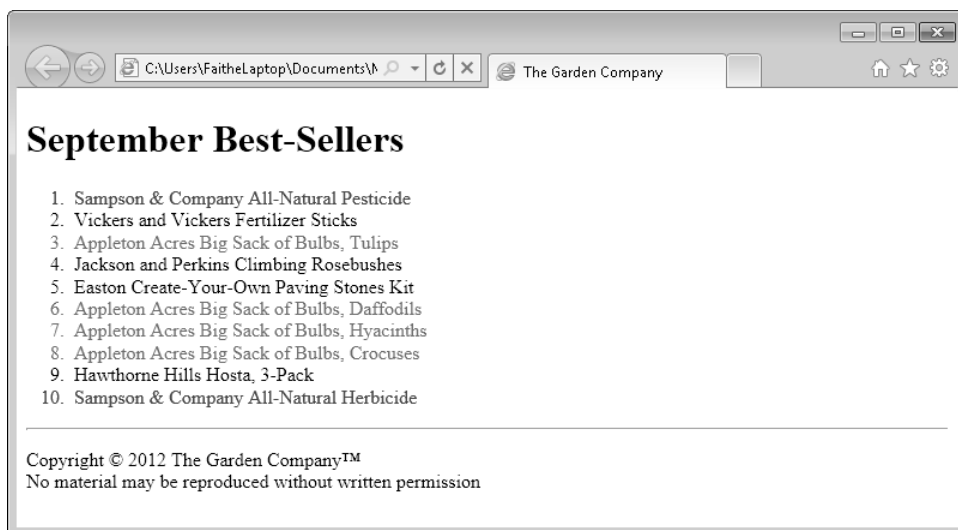 C:\Users\FaitheLaptop\Documents\
The Garden Company
September Best-Sellers
1. Sampson & Company All-Natural Pesticide
2. Vickers and Vickers Fertilizer Sticks
3. Appleton Acres Big Sack of Bulbs, Tulips
4. Jackson and Perkins Climbing Rosebushes
5. Easton Create-Your-Own Paving Stones Kit
6. Appleton Acres Big Sack of Bulbs, Daffodils
7. Appleton Acres Big Sack of Bulbs, Hyacinths
8. Appleton Acres Big Sack of Bulbs, Crocuses
9. Hawthorne Hills Hosta, 3-Pack
10. Sampson & Company All-Natural Herbicide
Copyright © 2012 The Garden Company™
No material may be reproduced without written permission